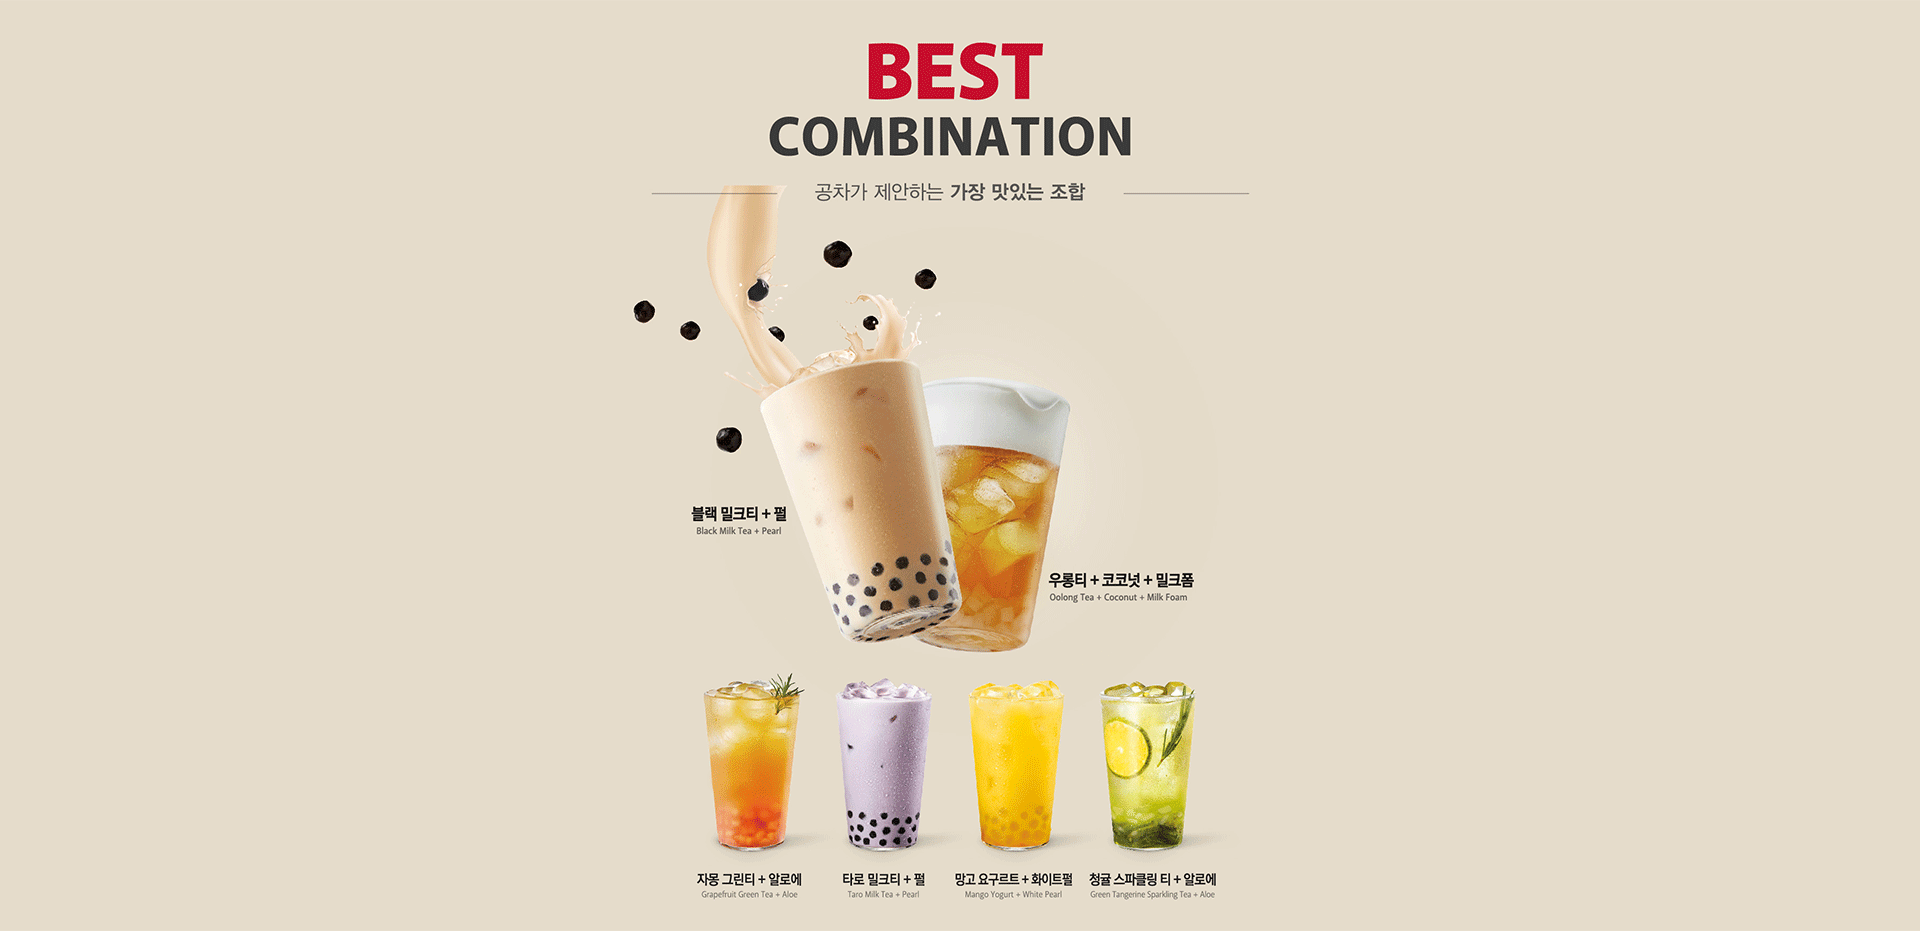 BEST
COMBINATION
공차가 제안하는 가장 맛있는 조합
블랙 밀크티 + 펄
Black Milk Tea + Pearl
우롱티 + 코코넛 + 밀크폼
Oolong Tea + Coconut + Milk Foam
자몽 그린티 + 알로에
Grapefruit Green Tea + Aloe
타로 밀크티 + 펄
Taro Milk Tea + Pearl
망고 요구르트 + 화이트펄
Mango Yogurt + White Pearl
청귤 스파클링 티 + 알로에
Green Tangerine Sparkling Tea + Aloe